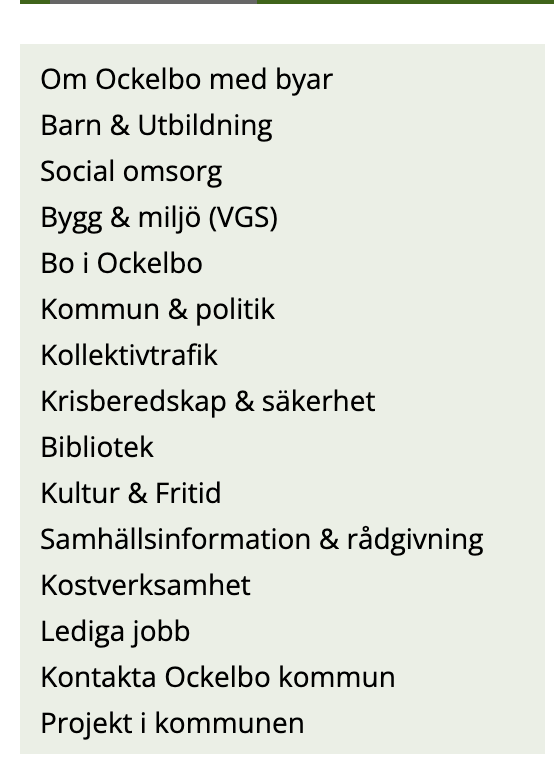 Om Ockelbo med byar
Barn & Utbildning
Social omsorg
Bygg & miljö (VGS)
Bo i Ockelbo
Kommun & politik
Kollektivtrafik
Krisberedskap & säkerhet
Bibliotek
Kultur & Fritid
Samhällsinformation & rådgivning
Kostverksamhet
Lediga jobb
Kontakta Ockelbo kommun
Projekt i kommunen